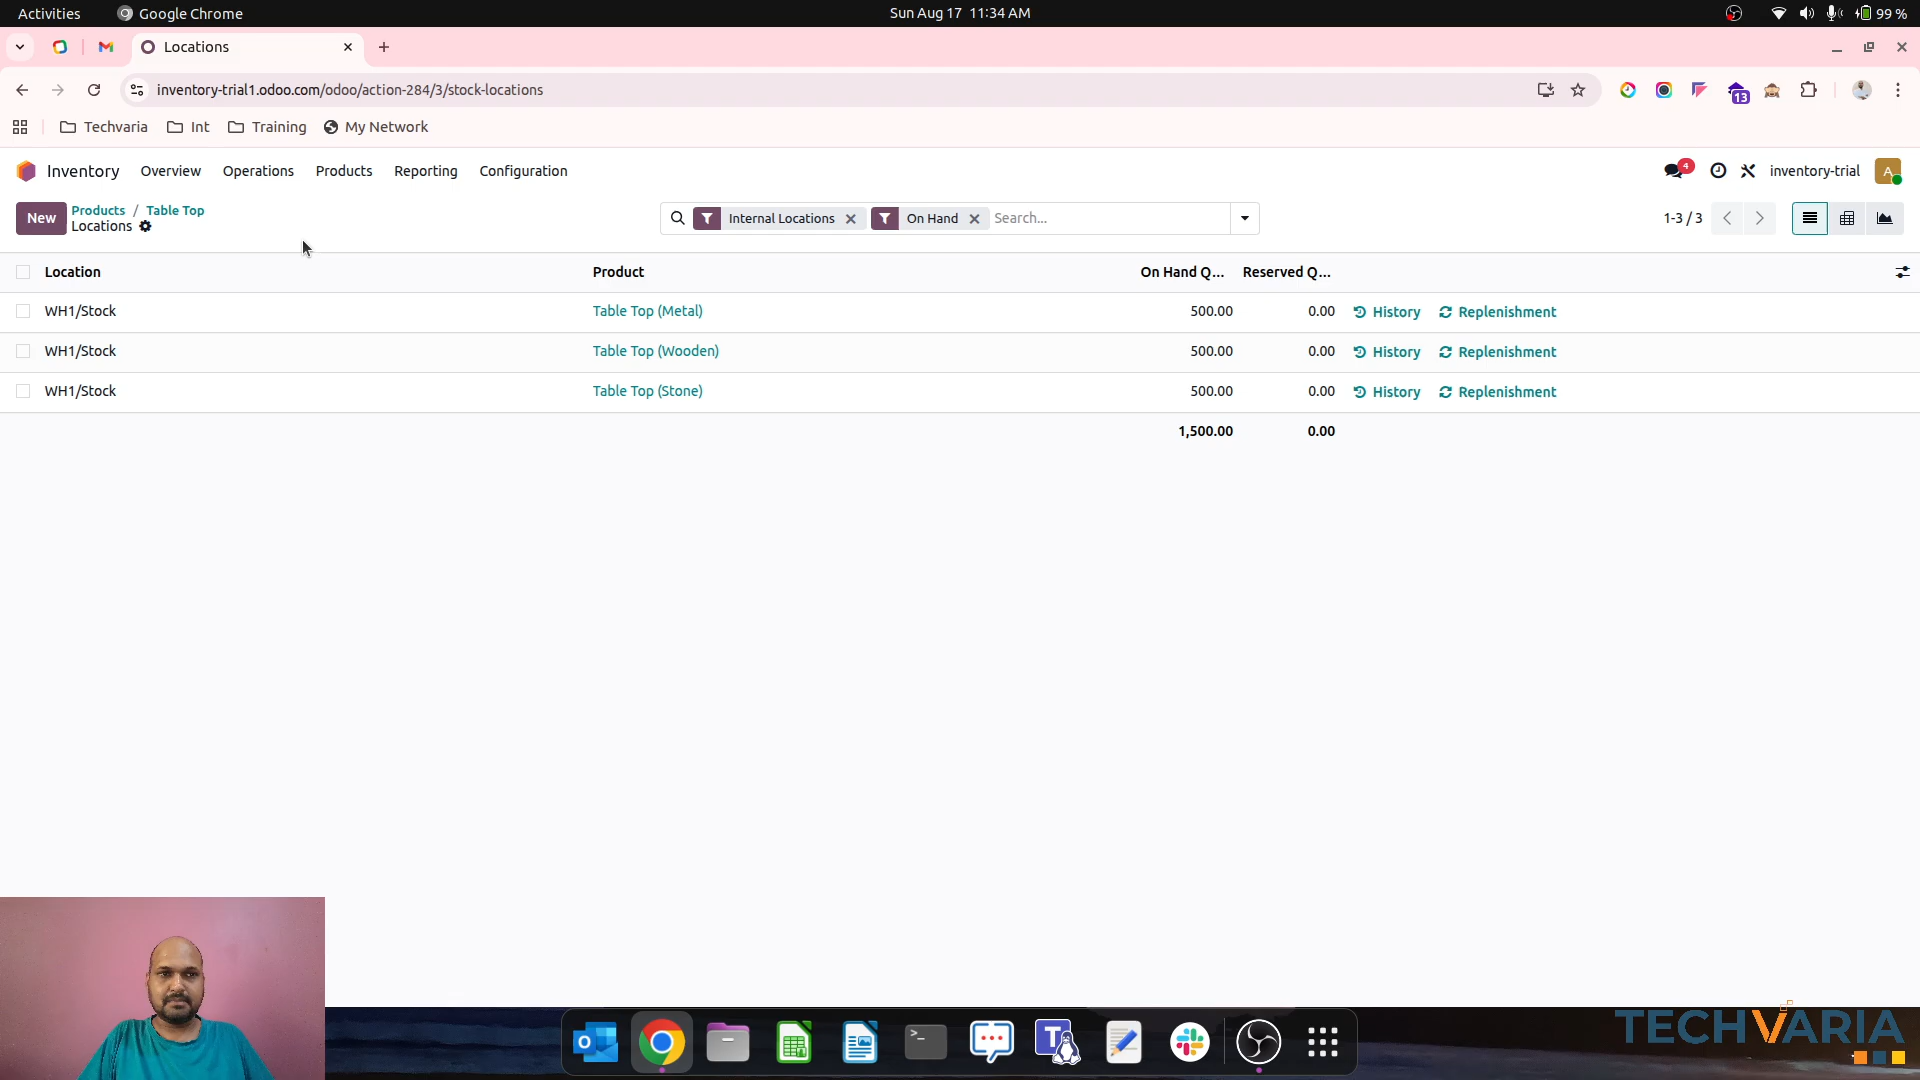 Activities Google Chrome Sun Aug 17 11:34 AM 99 %
Locations
inventory-trial1.odoo.com/odoo/action-284/3/stock-locations 13
Techvaria Int Training My Network
Inventory Overview Operations Products Reporting Configuration 4 inventory-trial A
New Products / Table Top
Locations
Internal Locations On Hand Search... 1-3 / 3
Location Product On Hand Q... Reserved Q...
WH1/Stock Table Top (Metal) 500.00 0.00 History Replenishment
WH1/Stock Table Top (Wooden) 500.00 0.00 History Replenishment
WH1/Stock Table Top (Stone) 500.00 0.00 History Replenishment
1,500.00 0.00
TECHVARIA